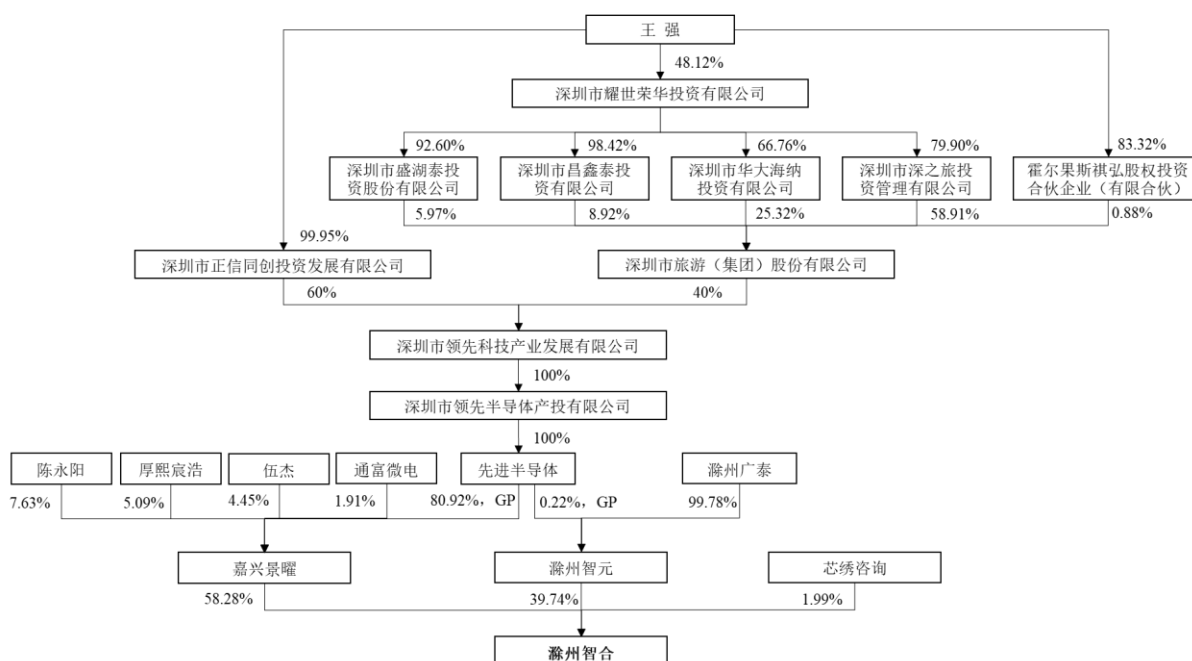 王 强
48.12%
深圳市耀世荣华投资有限公司
92.60%
98.42%
66.76%
79.90%
83.32%
深圳市盛湖泰投
资股份有限公司
深圳市昌鑫泰投
资有限公司
深圳市华大海纳
投资有限公司
深圳市深之旅投
资管理有限公司
霍尔果斯祺弘股权投资
合伙企业（有限合伙）
5.97%
8.92%
25.32%
58.91%
0.88%
99.95%
深圳市正信同创投资发展有限公司
深圳市旅游（集团）股份有限公司
60%
40%
深圳市领先科技产业发展有限公司
100%
深圳市领先半导体产投有限公司
100%
陈永阳
厚熙宸浩
伍杰
通富微电
先进半导体
滁州广泰
7.63%
5.09%
4.45%
1.91%
80.92%，GP
0.22%，GP
99.78%
嘉兴景曜
滁州智元
芯绣咨询
58.28%
39.74%
1.99%
滁州智合